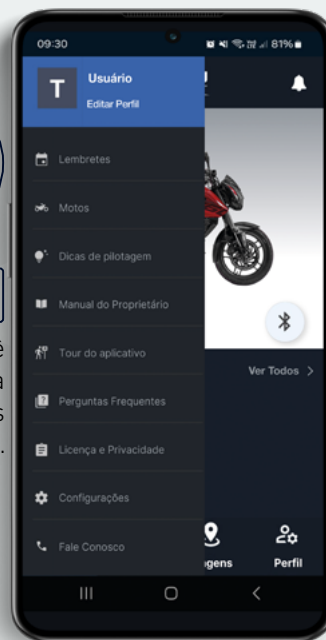 09:30
81%
T
Usuário
Editar Perfil
Lembretes
Motos
Dicas de pilotagem
Manual do Proprietário
Tour do aplicativo
Perguntas Frequentes
Licença e Privacidade
Configurações
Fale Conosco
Ver Todos >
gens
Perfil